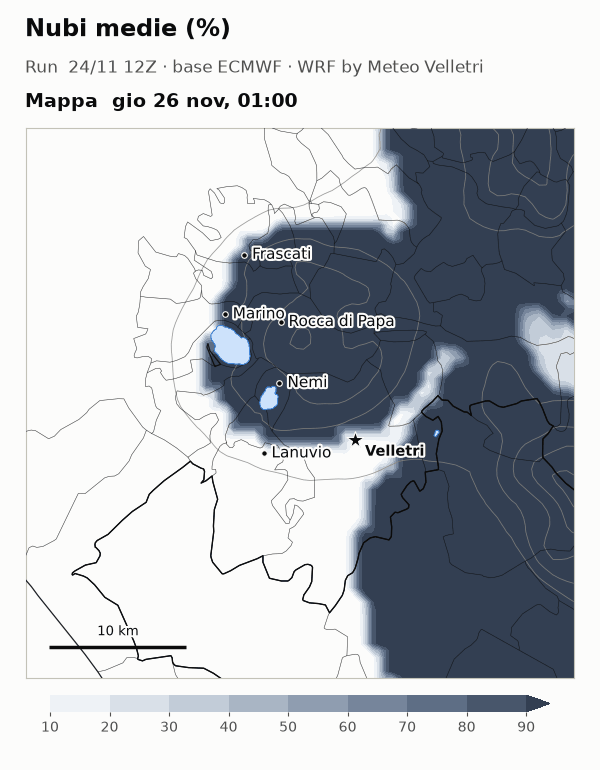 Nubi medie (%)
Run  24/11 12Z · base ECMWF · WRF by Meteo Velletri
Mappa  gio 26 nov, 01:00
Frascati
Marino
Rocca di Papa
Nemi
Velletri
Lanuvio
10 km
10 20 30 40 50 60 70 80 90